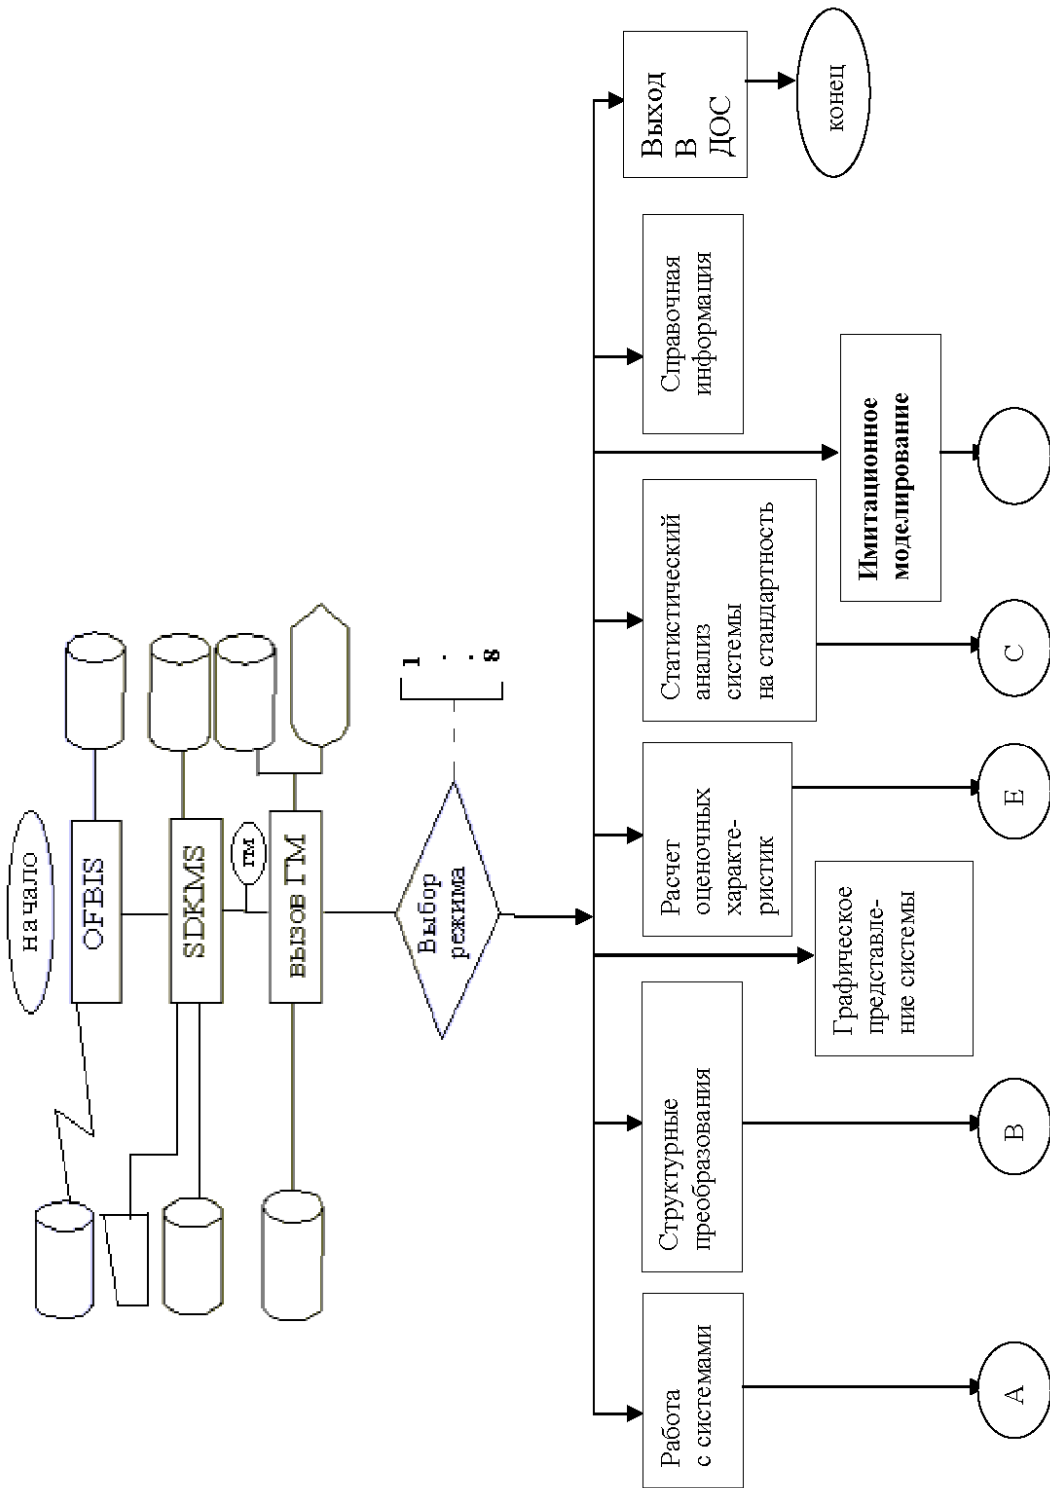 начало
OFBIS
SDKMS
ГМ
вызов ГМ
Выбор
режима
1
.
.
8
Работа
с системами
Структурные
преобразования
Графическое
представле-
ние системы
Расчет
оценочных
характе-
ристик
Статистический
анализ
системы
на стандартность
Имитационное
моделирование
Справочная
информация
Выход
В
ДОС
конец
A
B
E
C